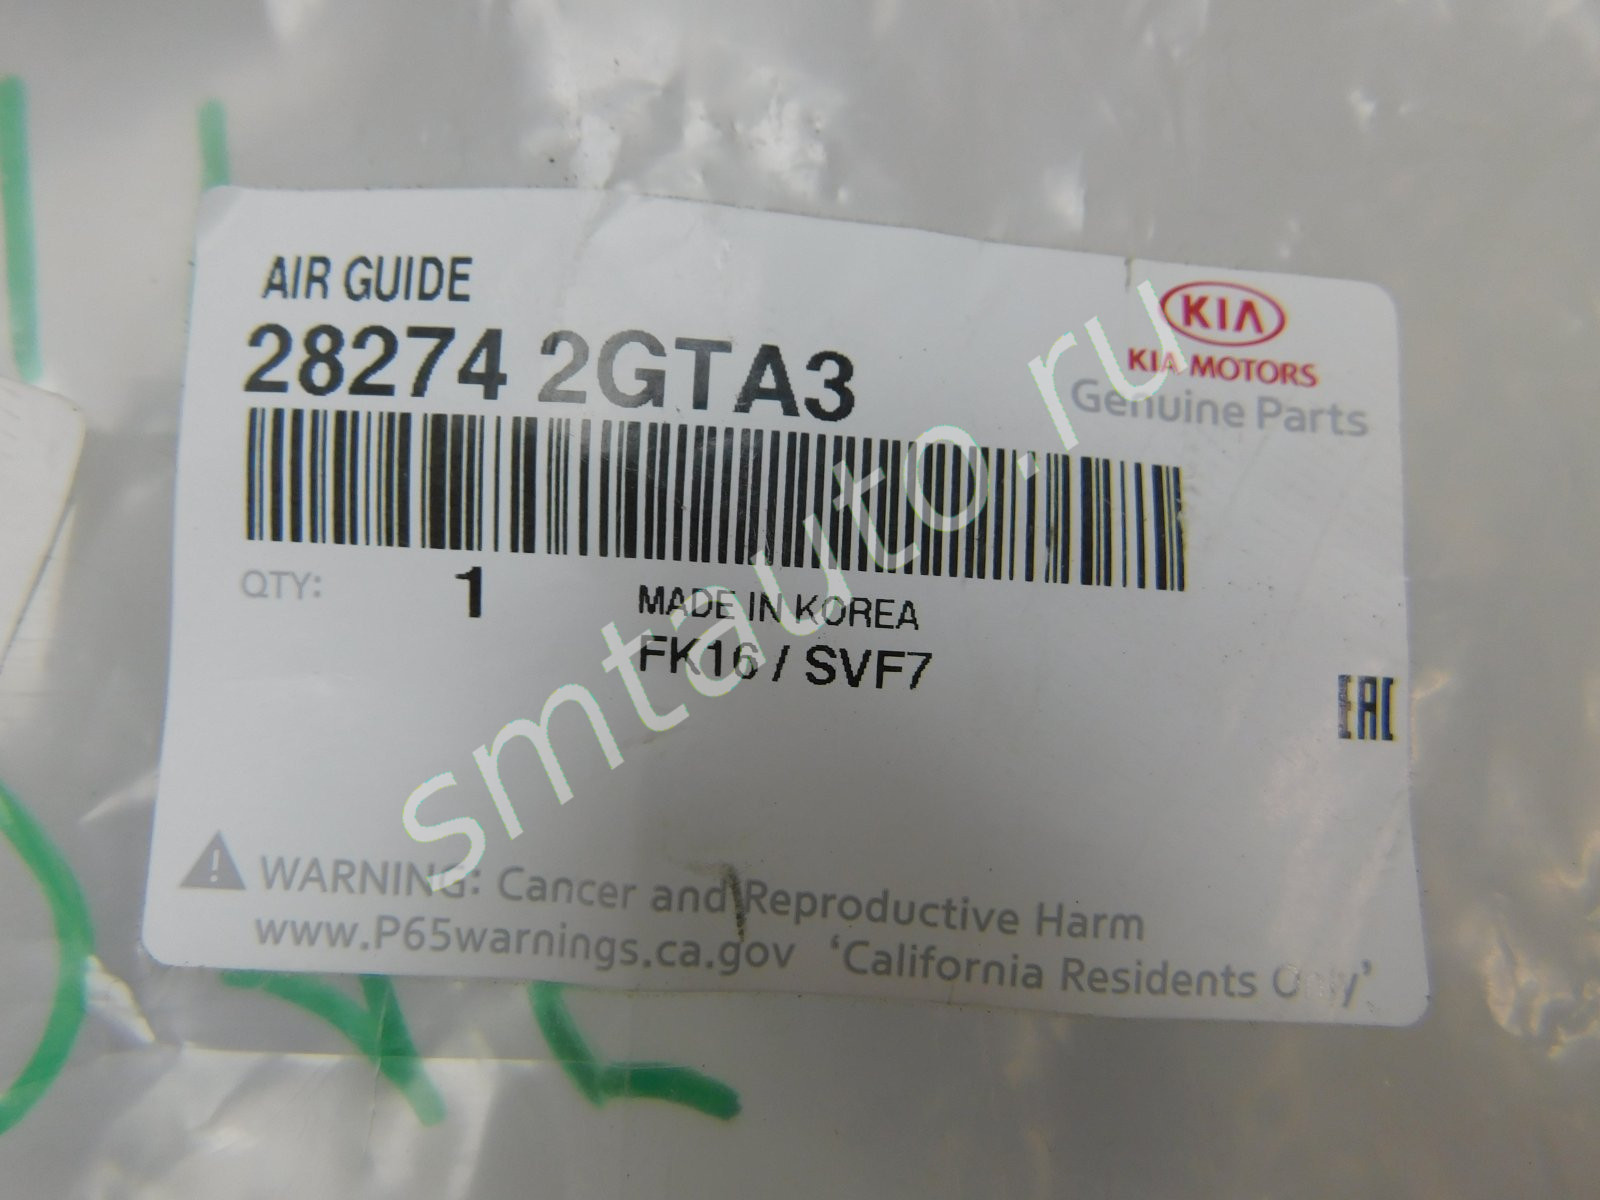 AIR GUIDE
28274 2GTA3
KIA
KIA MOTORS
Genuine Parts
QTY: 1
MADE IN KOREA
FK16 / SVF7
EAC
WARNING: Cancer and Reproductive Harm
www.P65warnings.ca.gov 'California Residents Only'
smtauto.ru